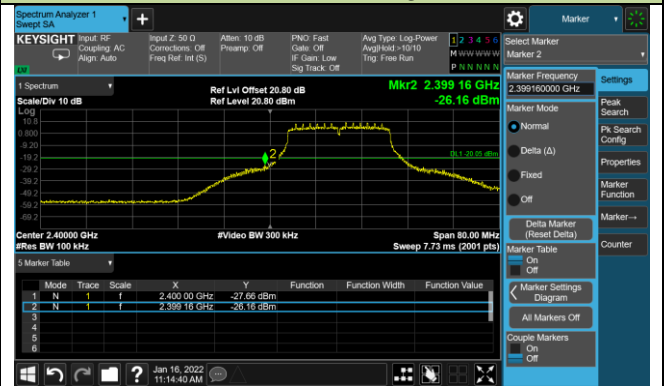 Spectrum Analyzer 1
Swept SA
Marker
KEYSIGHT
Input: RF
Coupling: AC
Align: Auto
Input Z: 50 Ω
Corrections: Off
Freq Ref: Int (S)
Atten: 10 dB
Preamp: Off
PNO: Fast
Gate: Off
IF Gain: Low
Sig Track: Off
Avg Type: Log-Power
Avg|Hold:>10/10
Trig: Free Run
1 2 3 4 5 6
M W W W W W
P N N N N N
LXI
Select Marker
Marker 2
1 Spectrum
Scale/Div 10 dB
Log
Ref Lvl Offset 20.80 dB
Ref Level 20.80 dBm
Mkr2 2.399 16 GHz
-26.16 dBm
10.8
0.800
-9.20
-19.2
-29.2
-39.2
-49.2
-59.2
-69.2
2
DL1 -20.05 dBm
Center 2.40000 GHz
#Res BW 100 kHz
#Video BW 300 kHz
Span 80.00 MHz
Sweep 7.73 ms (2001 pts)
5 Marker Table
Mode Trace Scale X Y Function Function Width Function Value
1 N 1 f 2.400 00 GHz -27.66 dBm
2 N 1 f 2.399 16 GHz -26.16 dBm
3
4
5
6
Jan 16, 2022
11:14:40 AM
Marker Frequency
2.399160000 GHz
Marker Mode
Normal
Delta (Δ)
Fixed
Off
Delta Marker
(Reset Delta)
Marker Table
On
Off
Marker Settings
Diagram
All Markers Off
Couple Markers
On
Off
Settings
Peak
Search
Pk Search
Config
Properties
Marker
Function
Marker→
Counter